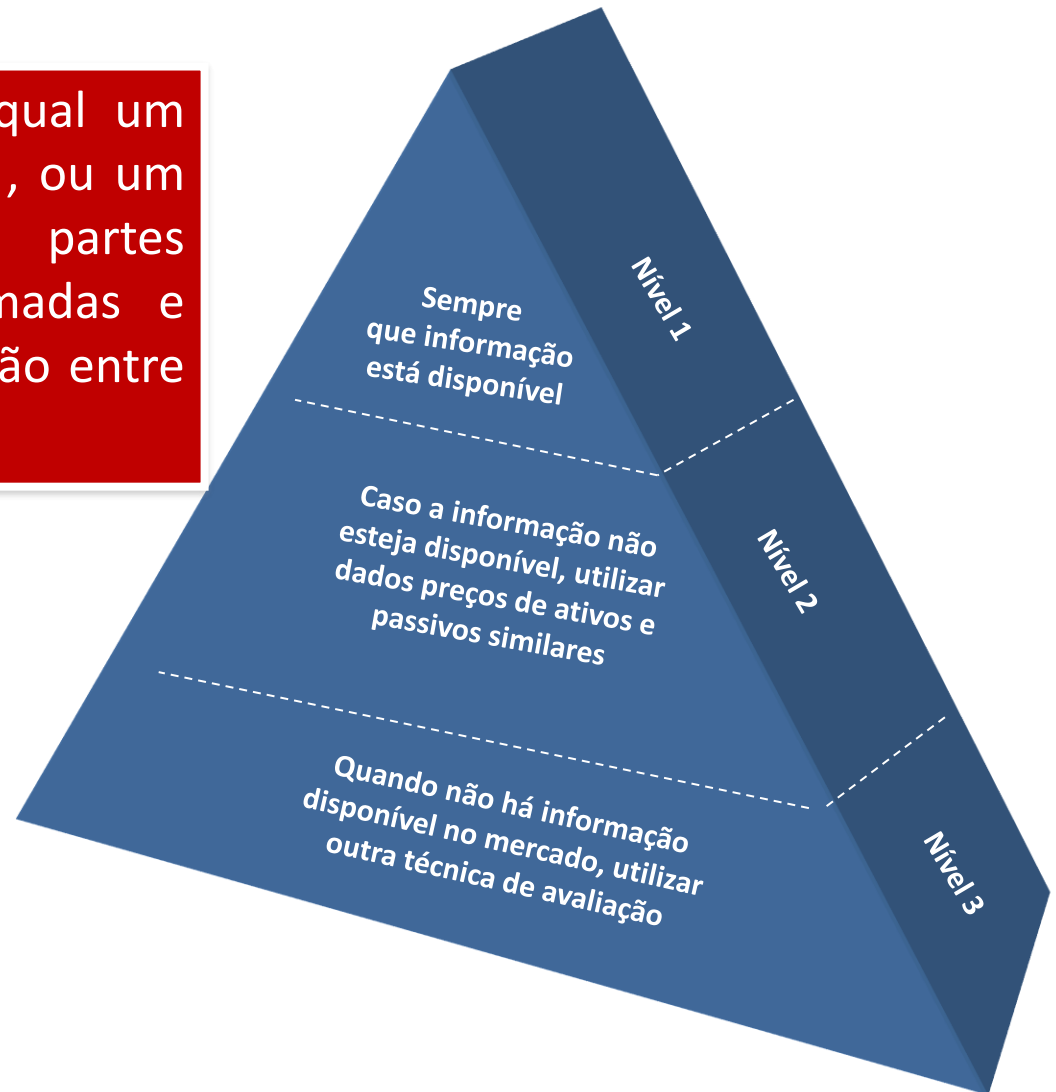 qual um
, ou um
partes
madas e
ão entre
Sempre
que informação
está disponível
Nível 1
Caso a informação não
esteja disponível, utilizar
dados preços de ativos e
passivos similares
Nível 2
Quando não há informação
disponível no mercado, utilizar
outra técnica de avaliação
Nível 3